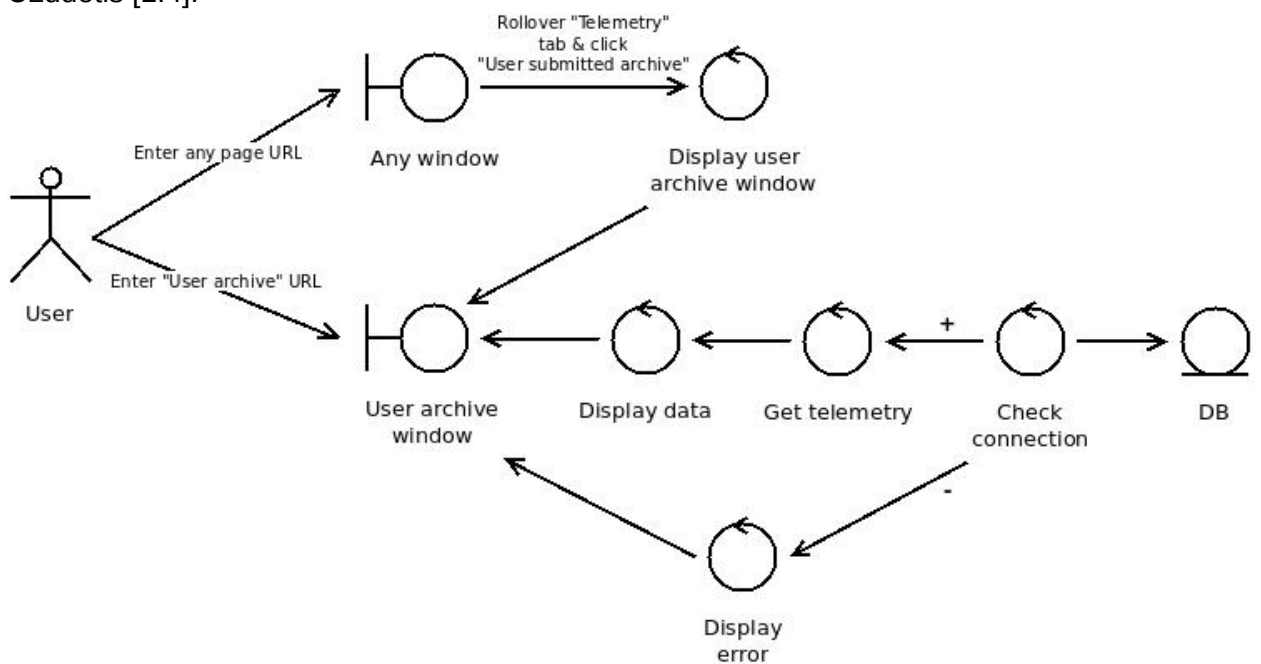 Rollover "Telemetry"
tab & click
"User submitted archive"
Enter any page URL
Any window
Display user
archive window
Enter "User archive" URL
User
+
User archive
window
Display data
Get telemetry
Check
connection
DB
-
Display
error